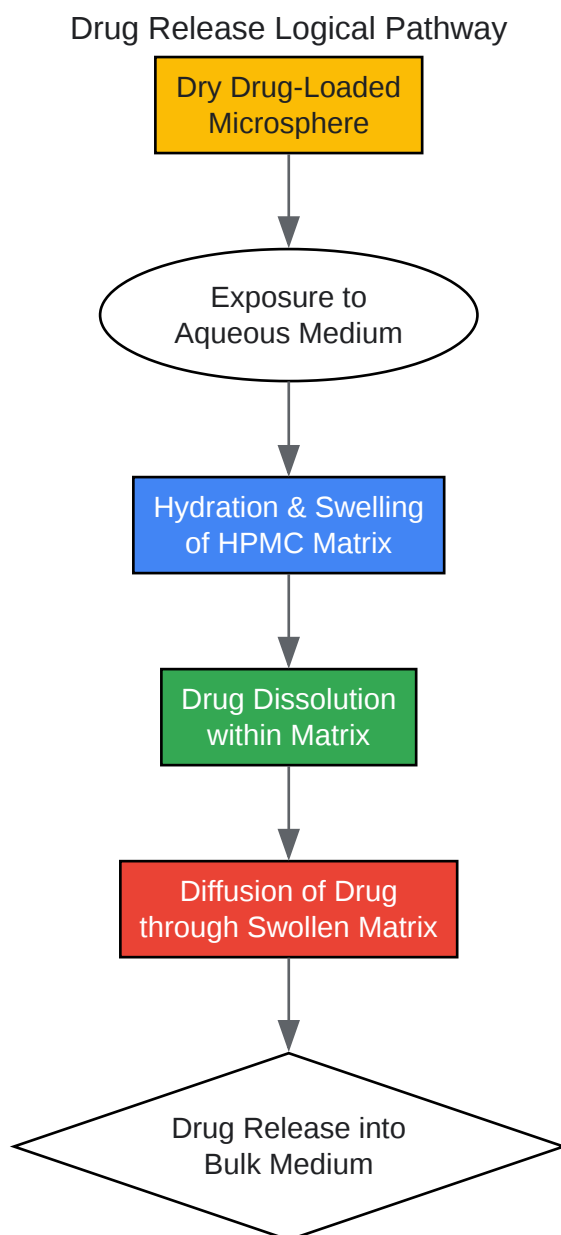 Drug Release Logical Pathway
Dry Drug-Loaded
Microsphere
Exposure to
Aqueous Medium
Hydration & Swelling
of HPMC Matrix
Drug Dissolution
within Matrix
Diffusion of Drug
through Swollen Matrix
Drug Release into
Bulk Medium